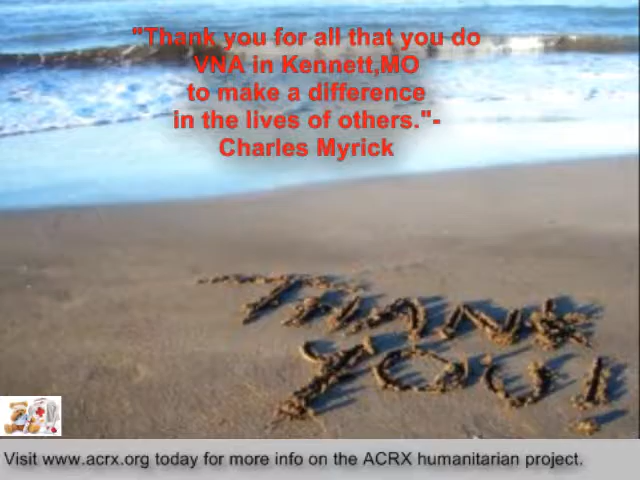 "Thank you for all that you do
VNA in Kennett,MO
to make a difference
in the lives of others."-
Charles Myrick
THANK
YOU!
Visit www.acrx.org today for more info on the ACRX humanitarian project.